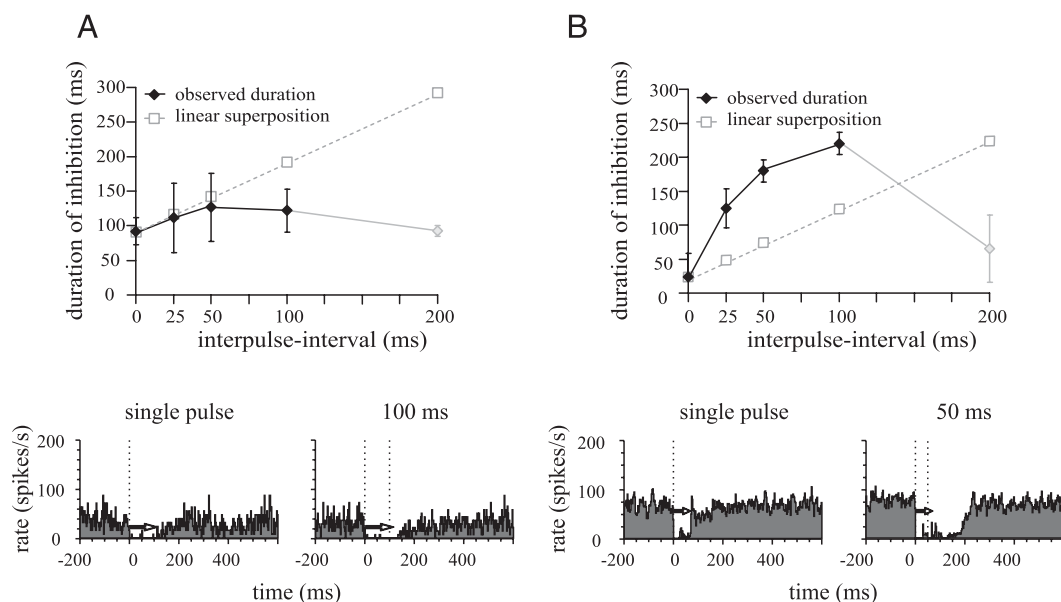 A
duration of inhibition (ms)
300
250
200
150
100
50
0
observed duration
linear superposition
0 25 50 100 200
interpulse-interval (ms)
B
duration of inhibition (ms)
300
250
200
150
100
50
0
observed duration
linear superposition
0 25 50 100 200
interpulse-interval (ms)
single pulse
100 ms
rate (spikes/s)
200
100
0
-200 0 200 400
-200 0 200 400
time (ms)
single pulse
50 ms
rate (spikes/s)
200
100
0
-200 0 200 400
-200 0 200 400
time (ms)